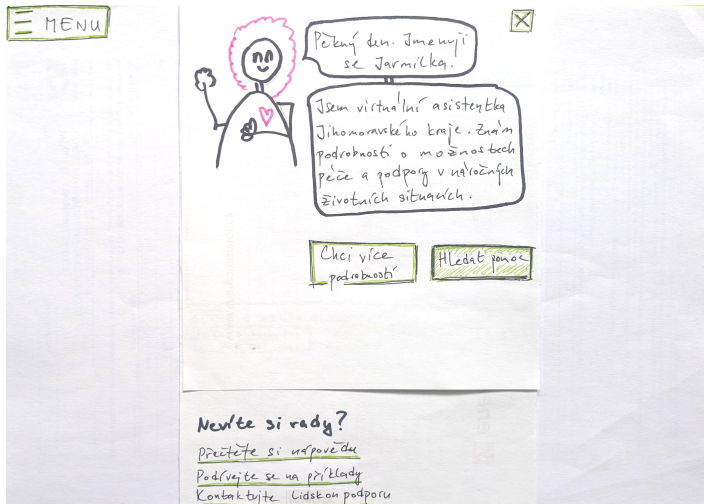 MENU
Pěkný den. Jmenuji
se Jarmilka.
Jsem virtuální asistentka
Jihomoravského kraje. Znám
podrobnosti o možnostech
péče a podpory v náročných
životních situacích.
Chci více
podrobností
Hledat pomoc
Nevíte si rady?
Přečtěte si nápovědu
Podívejte se na příklady
Kontaktujte lidskou podporu